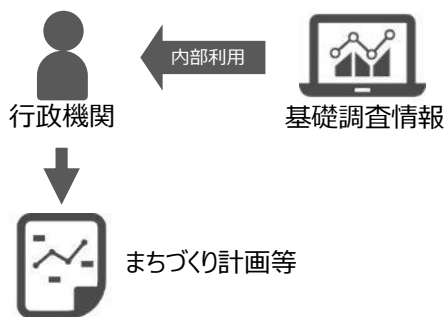 内部利用
行政機関
基礎調査情報
まちづくり計画等